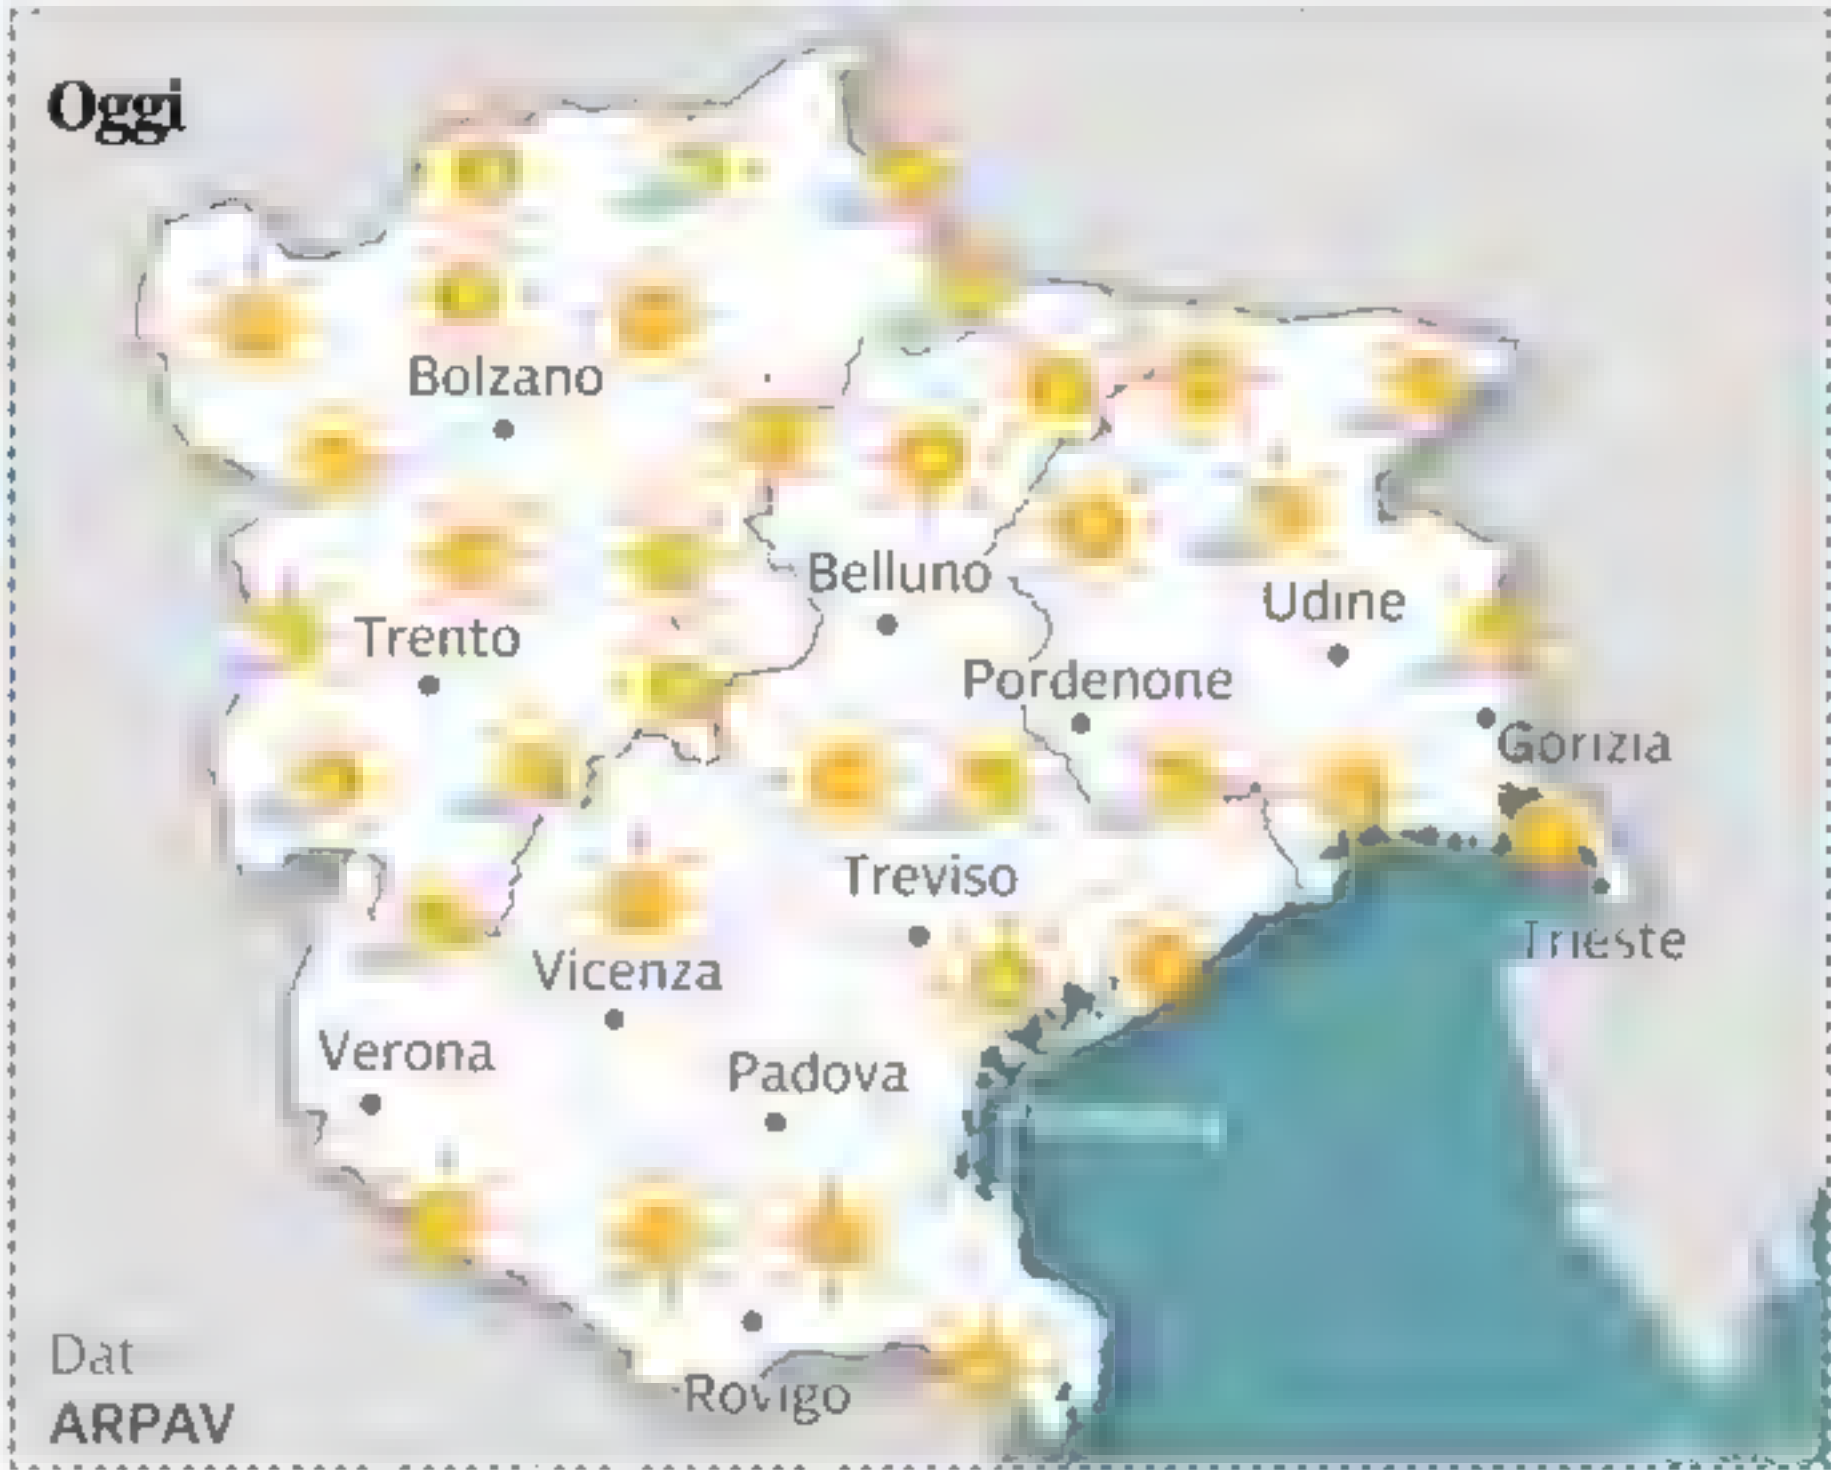 Oggi
Bolzano
Belluno
Udine
Trento
Pordenone
Gorizia
Treviso
Trieste
Vicenza
Verona
Padova
Dat
ARPAV
Rovigo